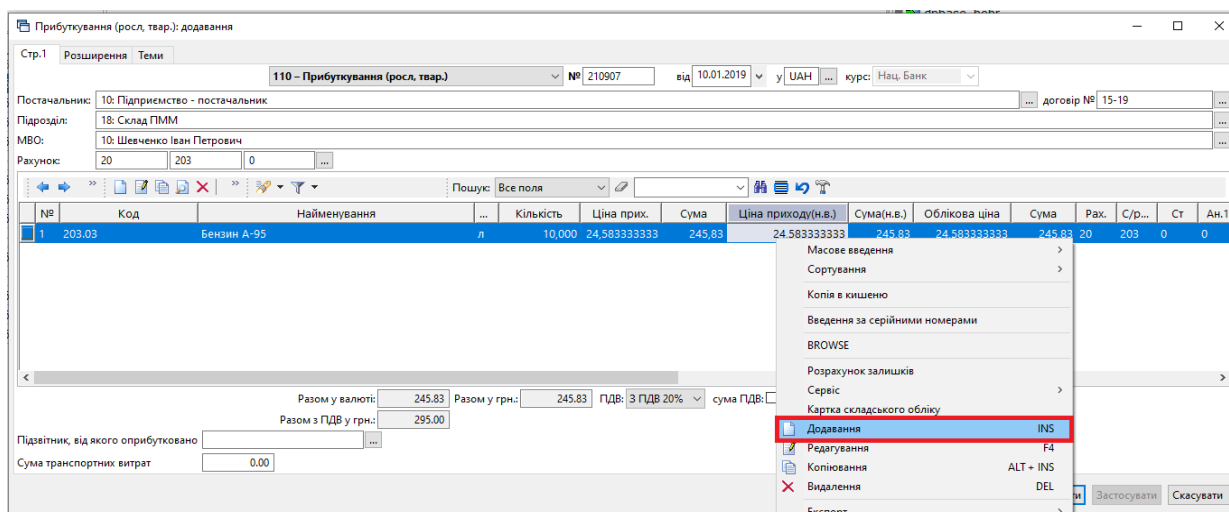 Прибуткування (росл, твар.): додавання
Стр.1 Розширення Теми
110 – Прибуткування (росл, твар.) № 210907 від 10.01.2019 у UAH ... курс: Нац. Банк
Постачальник: 10: Підприємство - постачальник ... договір № 15-19 ...
Підрозділ: 18: Склад ПММ ...
МВО: 10: Шевченко Іван Петрович ...
Рахунок: 20 203 0 ...
Пошук: Все поля
№ Код Найменування ... Кількість Ціна прих. Сума Ціна приходу(н.в.) Сума(н.в.) Облікова ціна Сума Рах. С/р... Ст Ан.1
1 203.03 Бензин А-95 л 10,000 24,583333333 245,83 24.583333333 245.83 24.583333333 245.83 20 203 0 0
Масове введення
Сортування
Копія в кишеню
Введення за серійними номерами
BROWSE
Розрахунок залишків
Сервіс
Картка складського обліку
Додавання INS
Редагування F4
Копіювання ALT + INS
Видалення DEL
Експорт
Разом у валюті: 245.83 Разом у грн.: 245.83 ПДВ: З ПДВ 20% сума ПДВ:
Разом з ПДВ у грн.: 295.00
Підзвітник, від якого оприбутковано ...
Сума транспортних витрат 0.00
Застосувати Скасувати